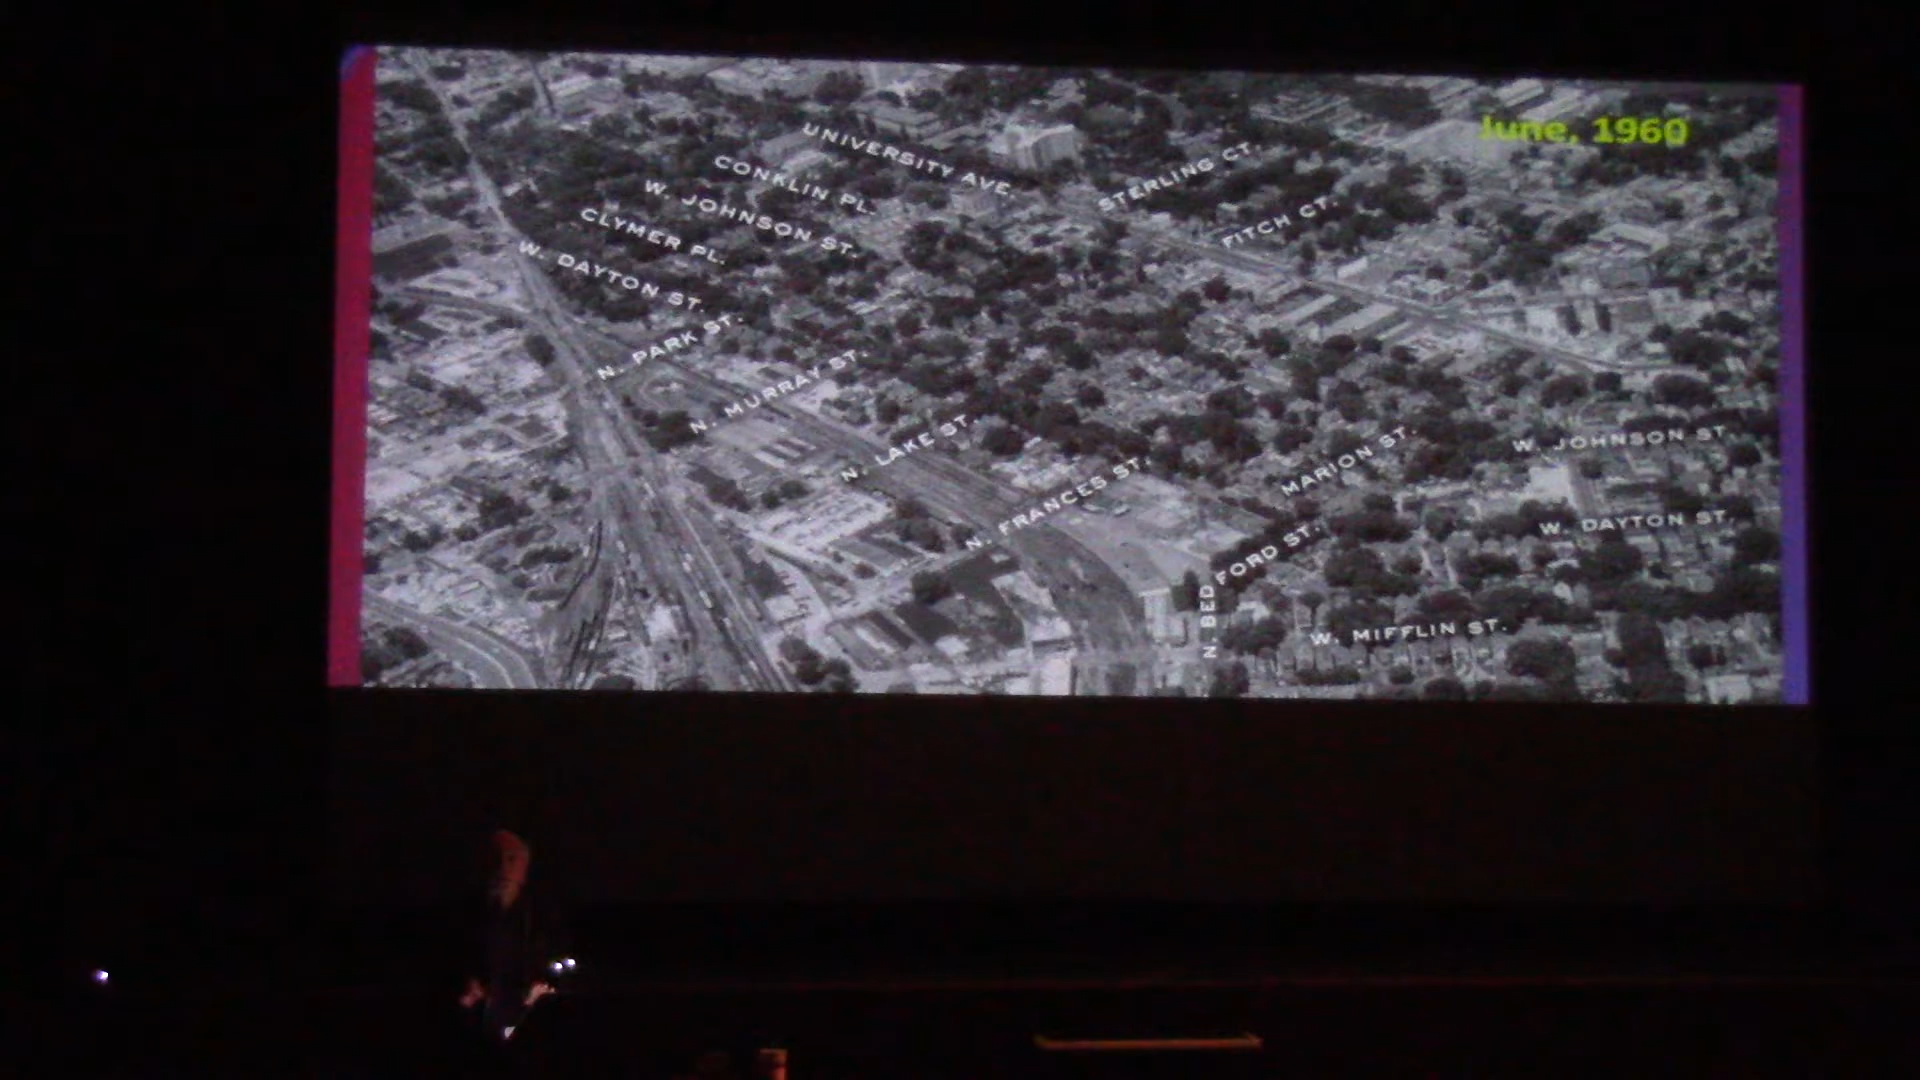 June, 1960
UNIVERSITY AVE.
CONKLIN PL.
STERLING CT.
W. JOHNSON ST.
FITCH CT.
CLYMER PL.
W. DAYTON ST.
N. PARK ST.
N. MURRAY ST.
N. LAKE ST.
N. FRANCES ST.
MARION ST.
W. JOHNSON ST.
W. DAYTON ST.
N. BEDFORD ST.
W. MIFFLIN ST.